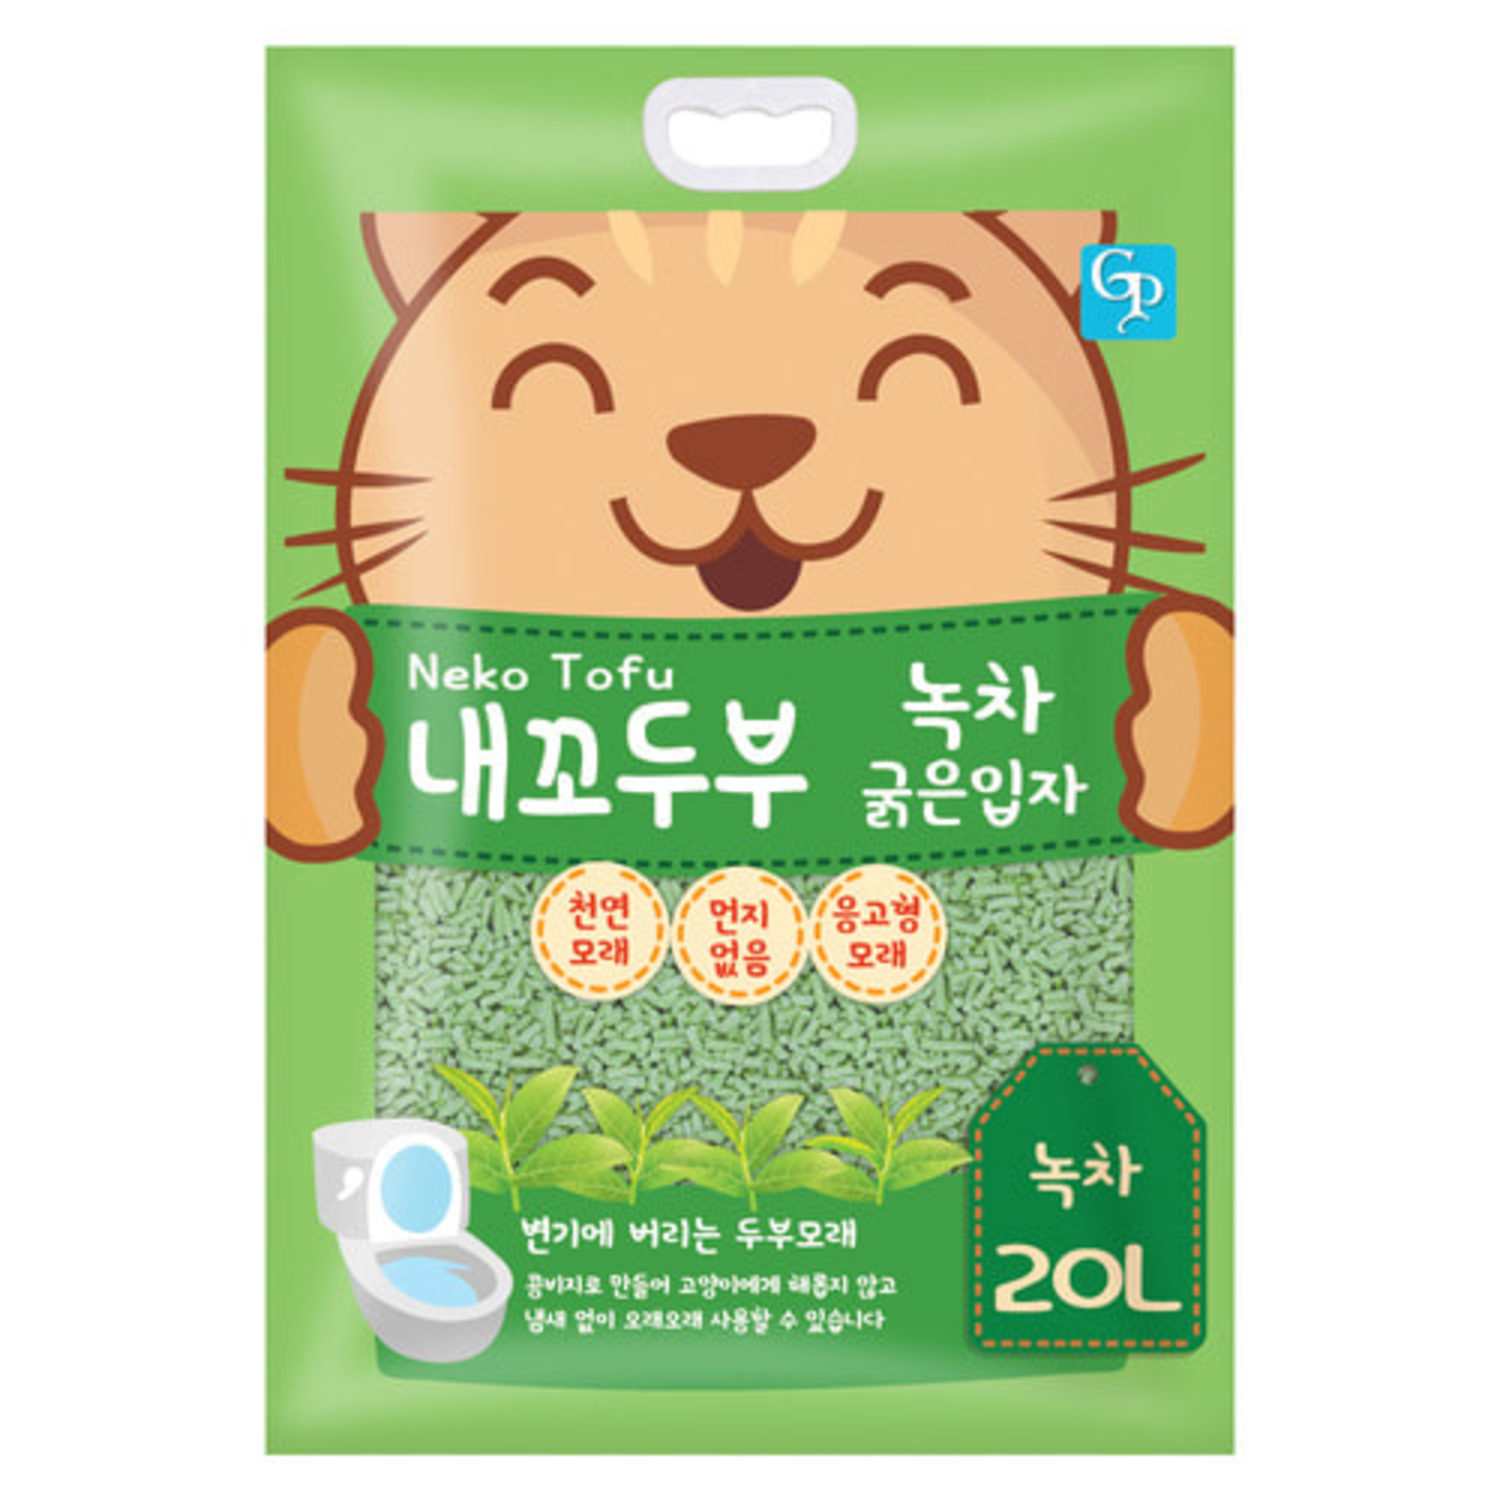 GP
Neko Tofu
내꼬두부
녹차
굵은입자
천연
모래
먼지
없음
응고형
모래
변기에 버리는 두부모래
콩비지로 만들어 고양이에게 해롭지 않고
냄새 없이 오래오래 사용할 수 있습니다
녹차
20L